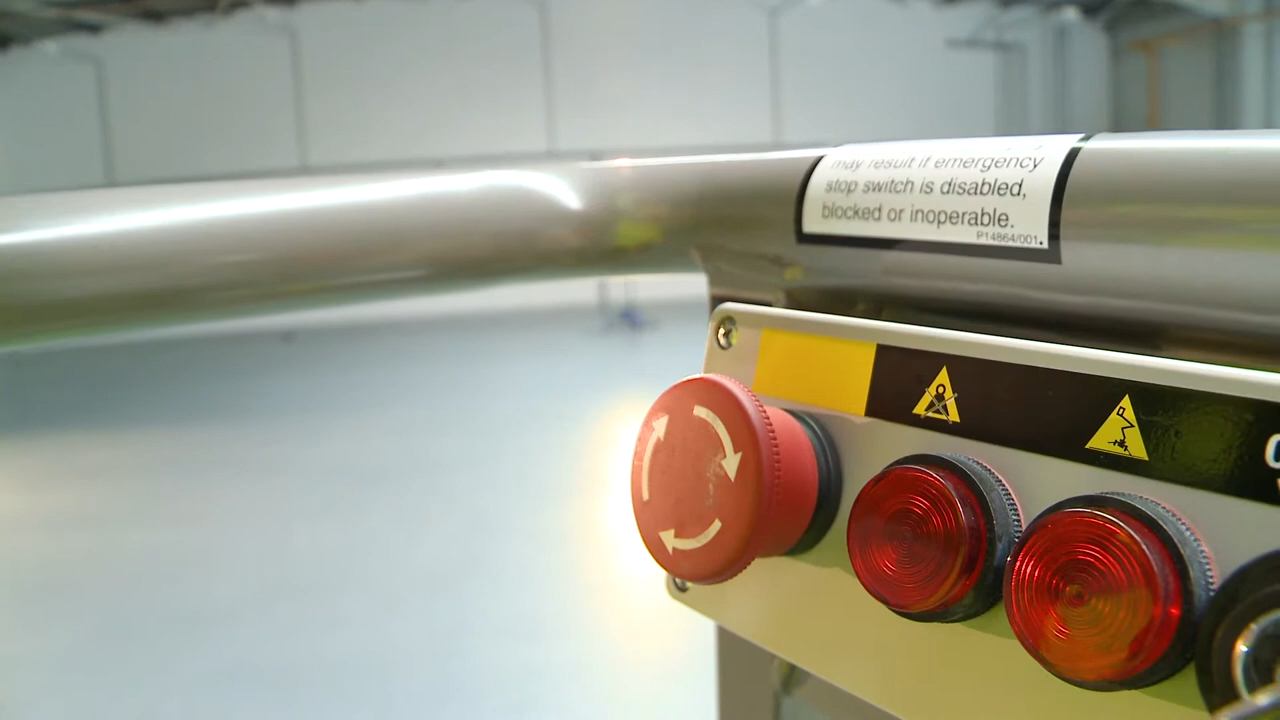 may result if emergency
stop switch is disabled,
blocked or inoperable.
P14864/001.